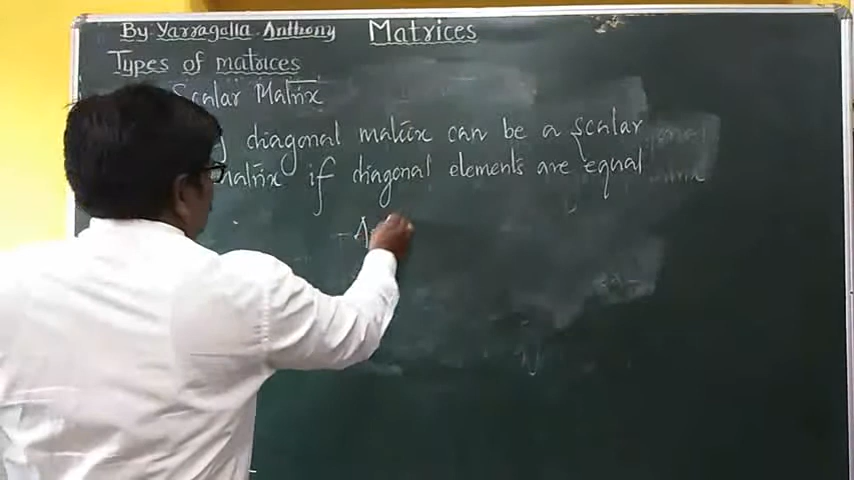 By Yarragalla Anthony Matrices
Types of matrices
Scalar Matrix
diagonal matrix can be a scalar
matrix if diagonal elements are equal
A